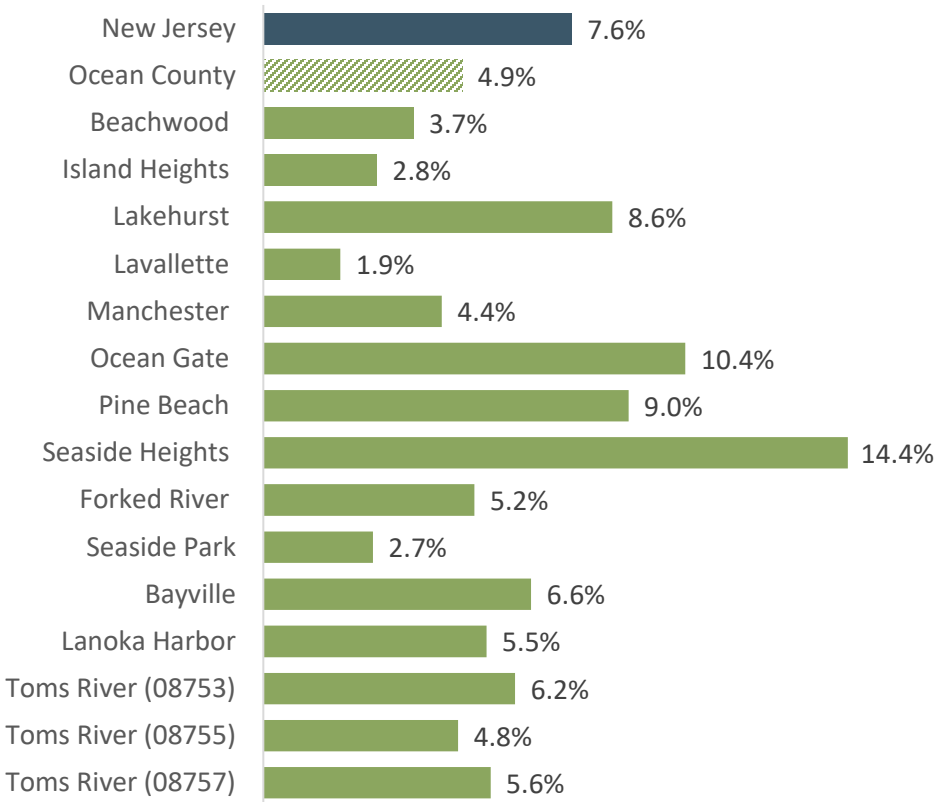 New Jersey 7.6%
Ocean County 4.9%
Beachwood 3.7%
Island Heights 2.8%
Lakehurst 8.6%
Lavallette 1.9%
Manchester 4.4%
Ocean Gate 10.4%
Pine Beach 9.0%
Seaside Heights 14.4%
Forked River 5.2%
Seaside Park 2.7%
Bayville 6.6%
Lanoka Harbor 5.5%
Toms River (08753) 6.2%
Toms River (08755) 4.8%
Toms River (08757) 5.6%